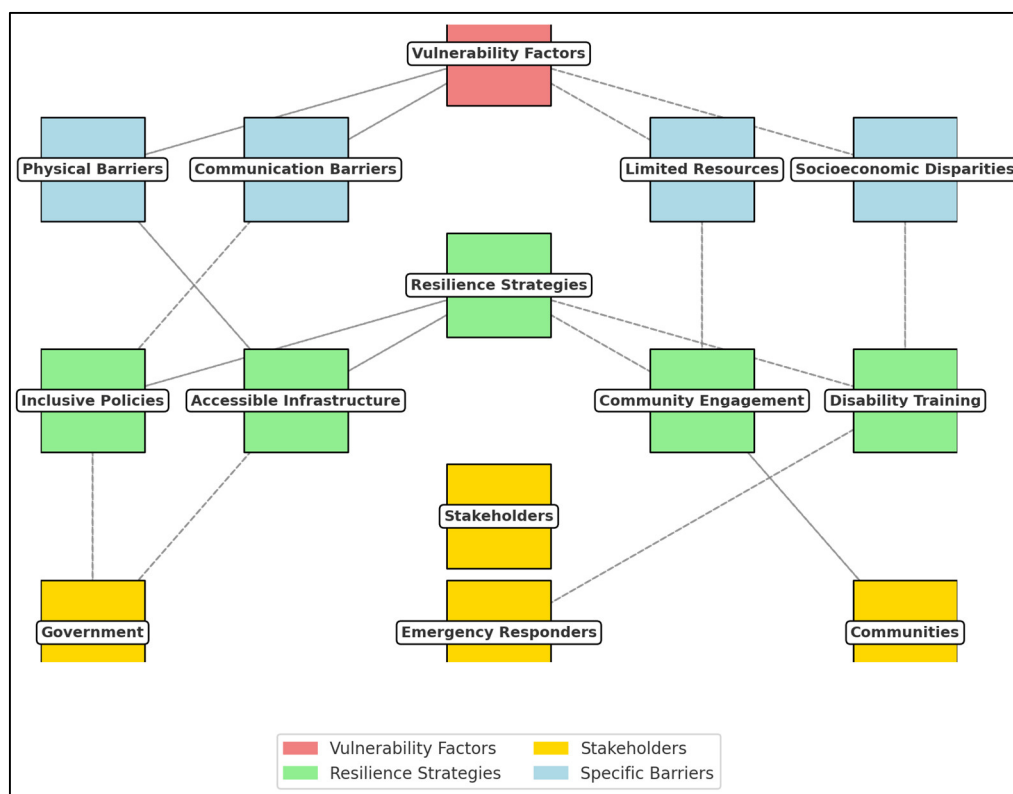 Vulnerability Factors
Physical Barriers
Communication Barriers
Limited Resources
Socioeconomic Disparities
Resilience Strategies
Inclusive Policies
Accessible Infrastructure
Community Engagement
Disability Training
Stakeholders
Government
Emergency Responders
Communities
Vulnerability Factors
Resilience Strategies
Stakeholders
Specific Barriers